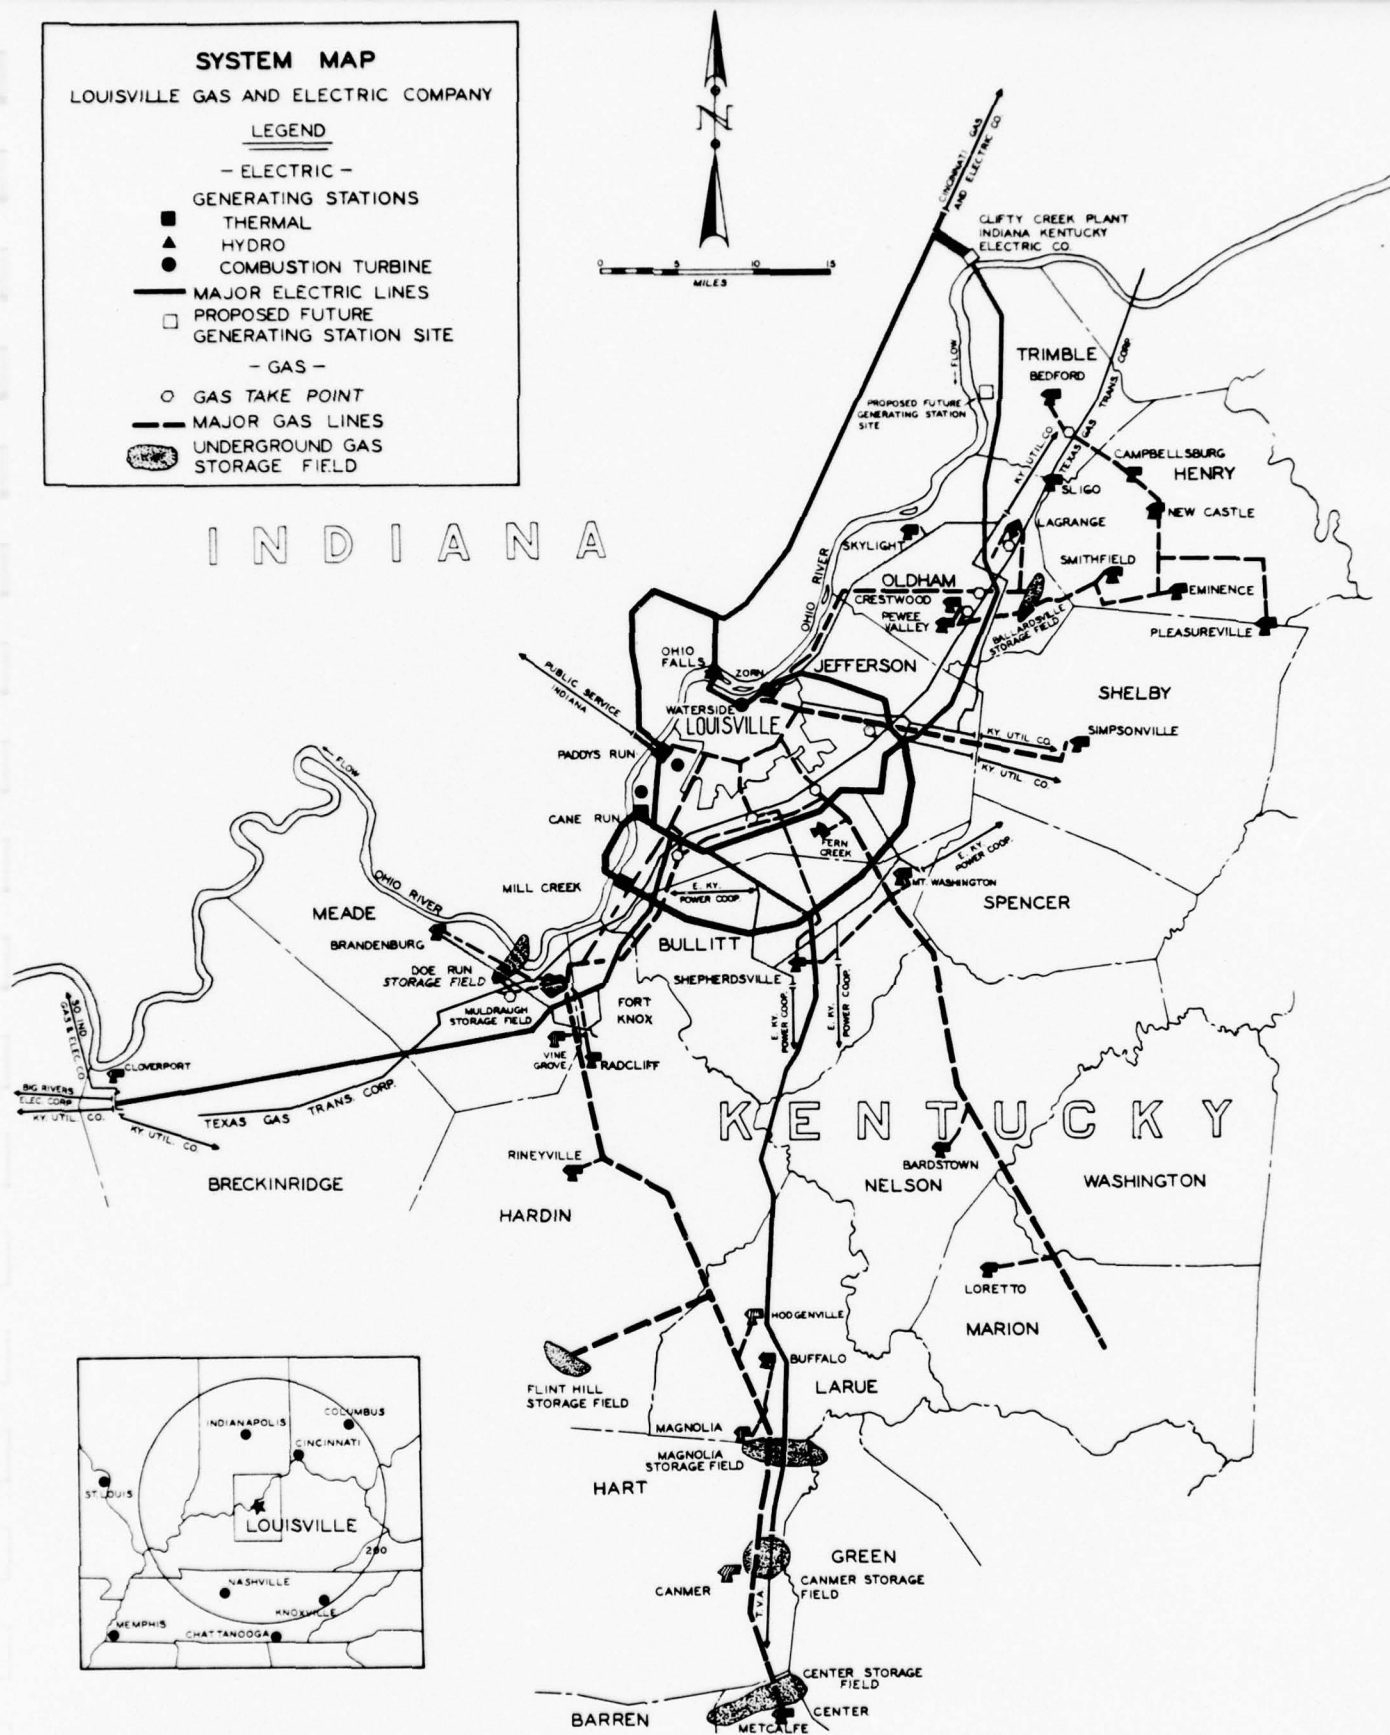 SYSTEM MAP
LOUISVILLE GAS AND ELECTRIC COMPANY
LEGEND
- ELECTRIC -
GENERATING STATIONS
THERMAL
HYDRO
COMBUSTION TURBINE
MAJOR ELECTRIC LINES
PROPOSED FUTURE
GENERATING STATION SITE
- GAS -
GAS TAKE POINT
MAJOR GAS LINES
UNDERGROUND GAS
STORAGE FIELD
N
0 5 10 15
MILES
CINCINNATI GAS
AND ELECTRIC CO.
CLIFTY CREEK PLANT
INDIANA KENTUCKY
ELECTRIC CO.
FLOW
TRIMBLE
BEDFORD
PROPOSED FUTURE
GENERATING STATION
SITE
KY UTIL CO.
TEXAS GAS TRANS. CORP
CAMPBELLSBURG
HENRY
SLIGO
NEW CASTLE
LAGRANGE
SKYLIGHT
SMITHFIELD
OLDHAM
CRESTWOOD
EMINENCE
PEWEE
VALLEY
BALLARDSVILLE
STORAGE FIELD
PLEASUREVILLE
INDIANA
OHIO RIVER
OHIO
FALLS
ZORN
JEFFERSON
PUBLIC SERVICE
INDIANA
WATERSIDE
LOUISVILLE
SHELBY
KY. UTIL CO.
SIMPSONVILLE
KY UTIL CO.
PADDYS RUN
FLOW
CANE RUN
FERN
CREEK
E. KY.
POWER COOP.
MT. WASHINGTON
MILL CREEK
E. KY.
POWER COOP
SPENCER
OHIO RIVER
MEADE
BRANDENBURG
BULLITT
DOE RUN
STORAGE FIELD
SHEPHERDSVILLE
MULDRAUGH
STORAGE FIELD
FORT
KNOX
E. KY.
POWER COOP.
E. KY.
POWER COOP.
SO. IND.
GAS & ELEC CO.
VINE
GROVE
RADCLIFF
CLOVERPORT
BIG RIVERS
ELEC. CORP
KY. UTIL. CO.
KY UTIL. CO.
TEXAS GAS TRANS. CORP.
KENTUCKY
RINEYVILLE
BARDSTOWN
BRECKINRIDGE
NELSON
WASHINGTON
HARDIN
LORETTO
HODGENVILLE
MARION
BUFFALO
FLINT HILL
STORAGE FIELD
LARUE
MAGNOLIA
MAGNOLIA
STORAGE FIELD
HART
GREEN
CANMER
CANMER STORAGE
FIELD
T.V.A.
CENTER STORAGE
FIELD
CENTER
BARREN
METCALFE
COLUMBUS
INDIANAPOLIS
CINCINNATI
ST. LOUIS
LOUISVILLE
200
NASHVILLE
KNOXVILLE
MEMPHIS
CHATTANOOGA